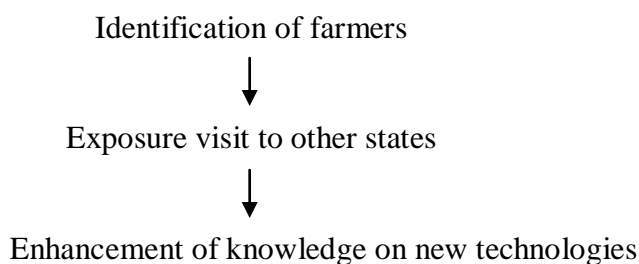 Identification of farmers
Exposure visit to other states
Enhancement of knowledge on new technologies